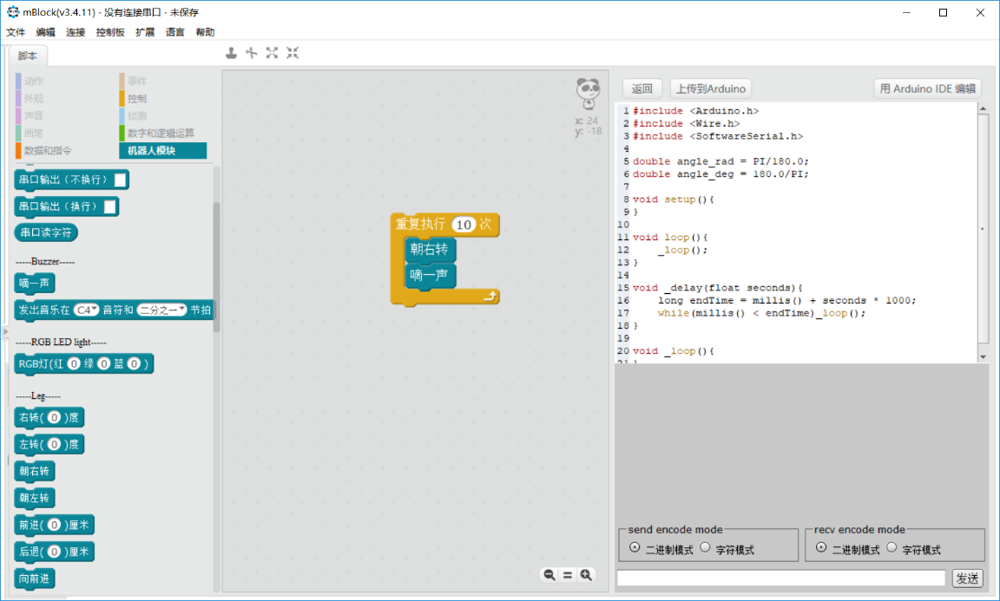 mBlock(v3.4.11) - 没有连接串口 - 未保存
文件 编辑 连接 控制板 扩展 语言 帮助
脚本
动作 事件
外观 控制
声音 侦测
画笔 数字和逻辑运算
数据和指令 机器人模块
串口输出（不换行）
串口输出（换行）
串口读字符
-----Buzzer-----
嘀一声
发出音乐在 C4 音符和 二分之一 节拍
-----RGB LED light-----
RGB灯(红 0 绿 0 蓝 0 )
-----Leg-----
右转( 0 )度
左转( 0 )度
朝右转
朝左转
前进( 0 )厘米
后退( 0 )厘米
向前进
x: 24
y: -18
重复执行 10 次
朝右转
嘀一声
返回 上传到Arduino 用 Arduino IDE 编辑
1 #include <Arduino.h>
2 #include <Wire.h>
3 #include <SoftwareSerial.h>
4
5 double angle_rad = PI/180.0;
6 double angle_deg = 180.0/PI;
7
8 void setup(){
9 }
10
11 void loop(){
12 _loop();
13 }
14
15 void _delay(float seconds){
16 long endTime = millis() + seconds * 1000;
17 while(millis() < endTime)_loop();
18 }
19
20 void _loop(){
21 }
send encode mode
二进制模式 字符模式
recv encode mode
二进制模式 字符模式
发送